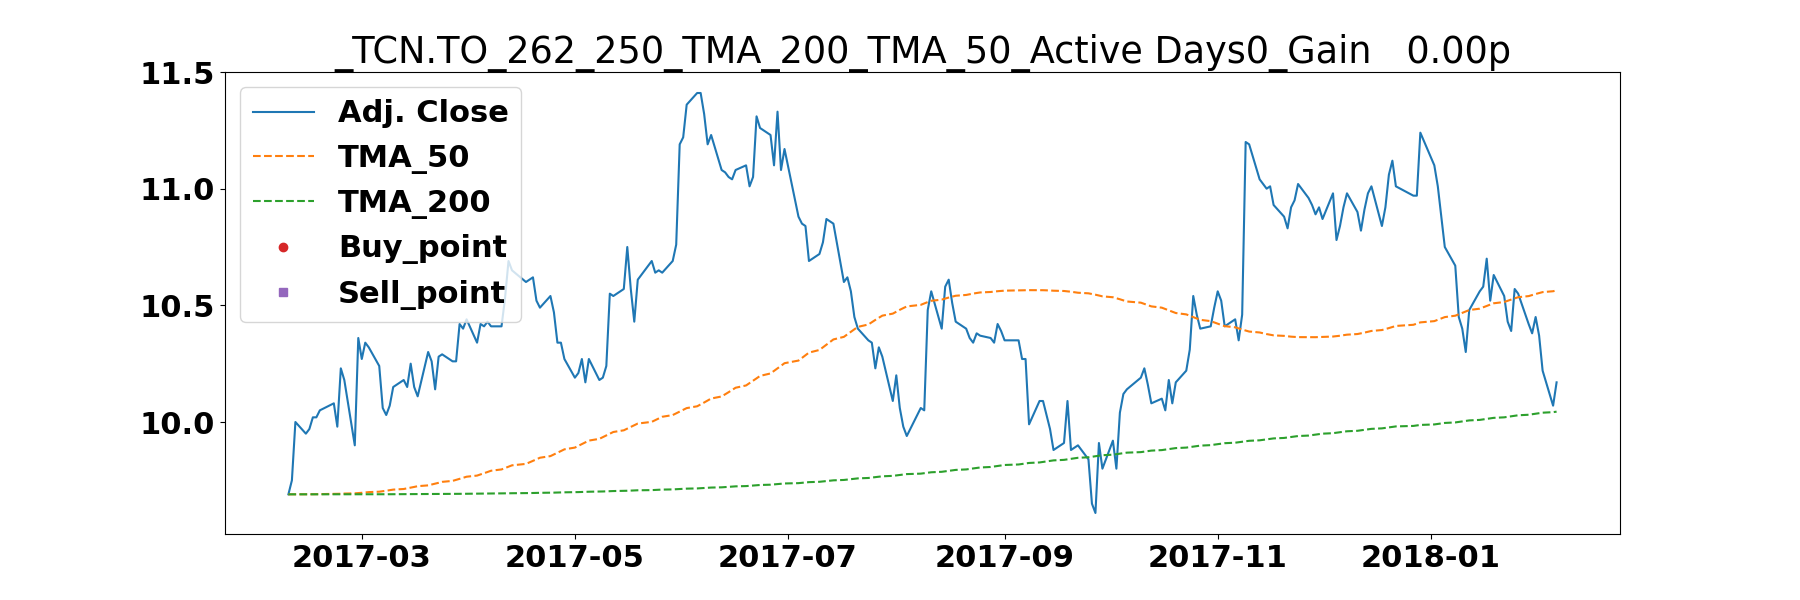 _TCN.TO_262_250_TMA_200_TMA_50_Active Days0_Gain   0.00p
11.5
11.0
10.5
10.0
Adj. Close
TMA_50
TMA_200
Buy_point
Sell_point
2017-03 2017-05 2017-07 2017-09 2017-11 2018-01